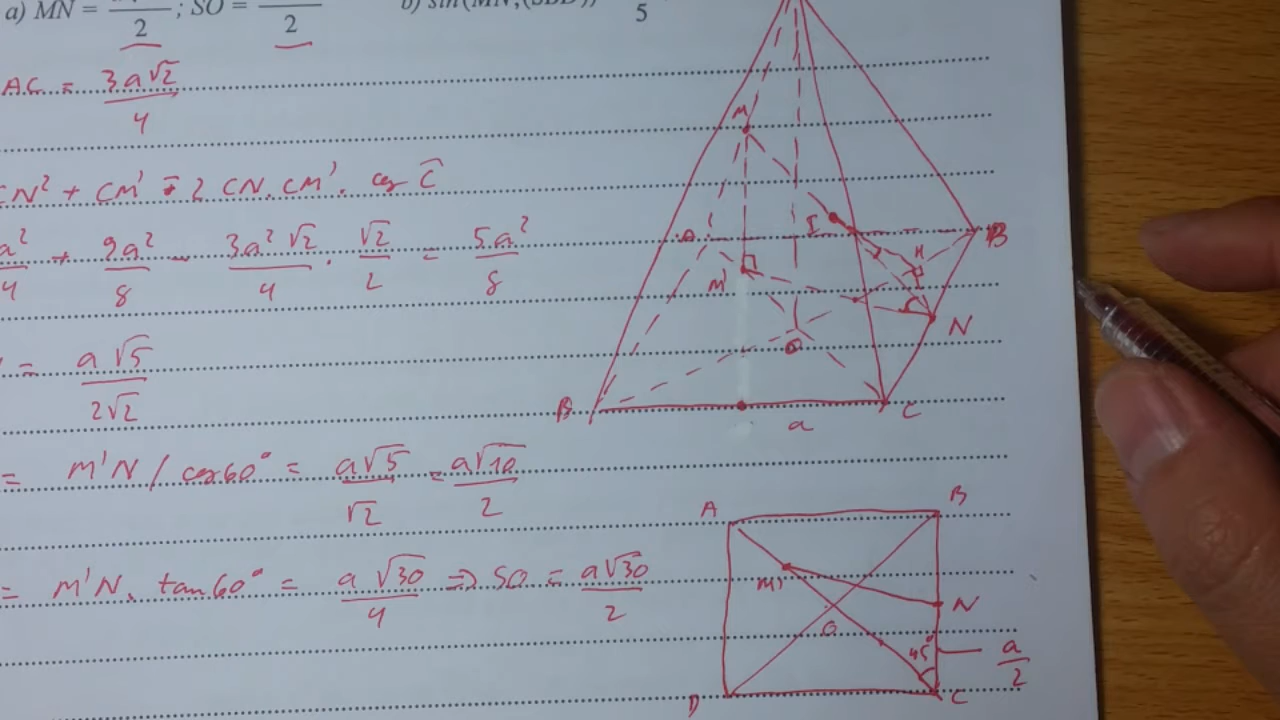 a) MN = /2 ; SO = /2 b) sin(MN,(SBD)) 5
AC = 3a√2/4
CN² + CM' - 2 CN.CM'. cos Ĉ
a²/4 + 9a²/8 - 3a²√2/4 . √2/2 = 5a²/8
= a√5/2√2
= M'N / cos60° = a√5/√2 = a√10/2
= M'N. tan60° = a√30/4 ⇒ SO = a√30/2
M
A
I
B
H
M'
N
O
B
C
a
A
B
M'
N
O
45°
a/2
D
C